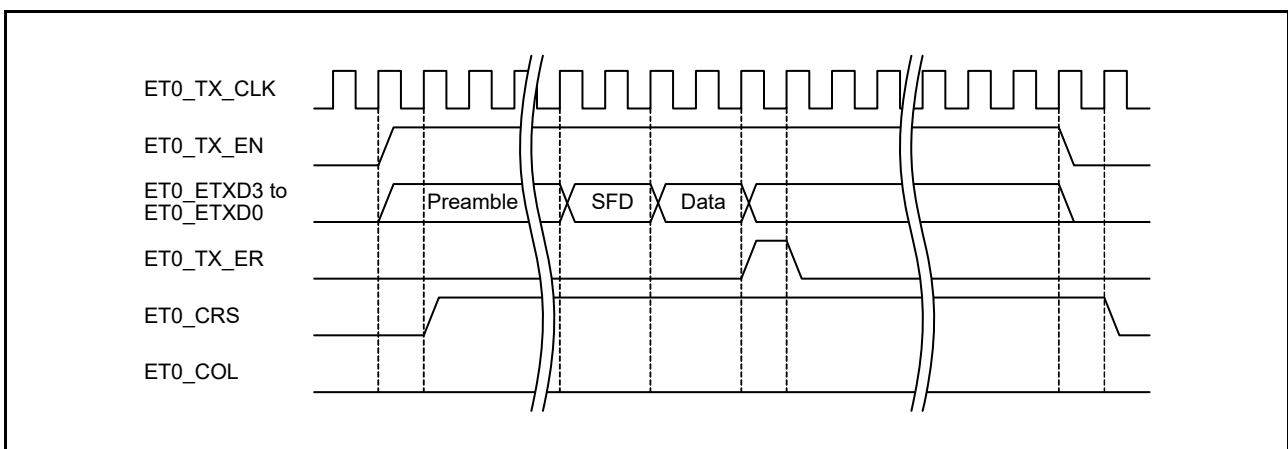 ET0_TX_CLK
ET0_TX_EN
ET0_ETXD3 to
ET0_ETXD0
Preamble
SFD
Data
ET0_TX_ER
ET0_CRS
ET0_COL